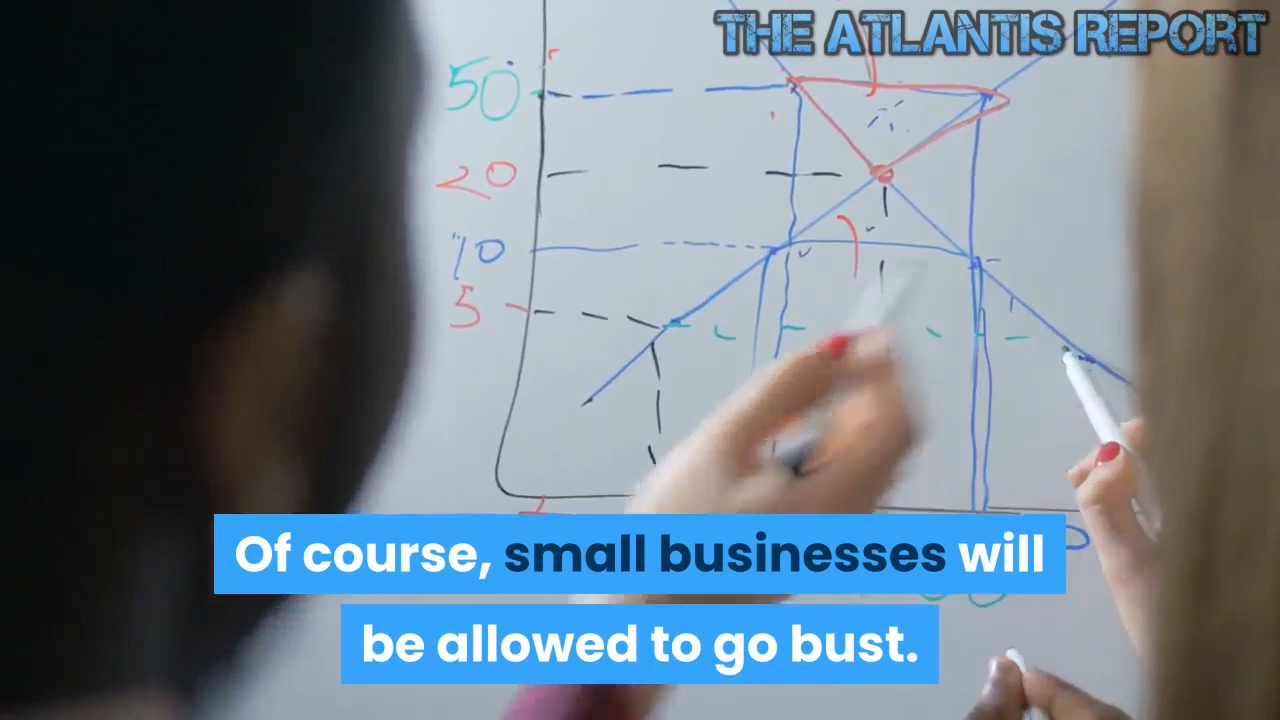 THE ATLANTIS REPORT
50
20
10
5
Of course, small businesses will
be allowed to go bust.